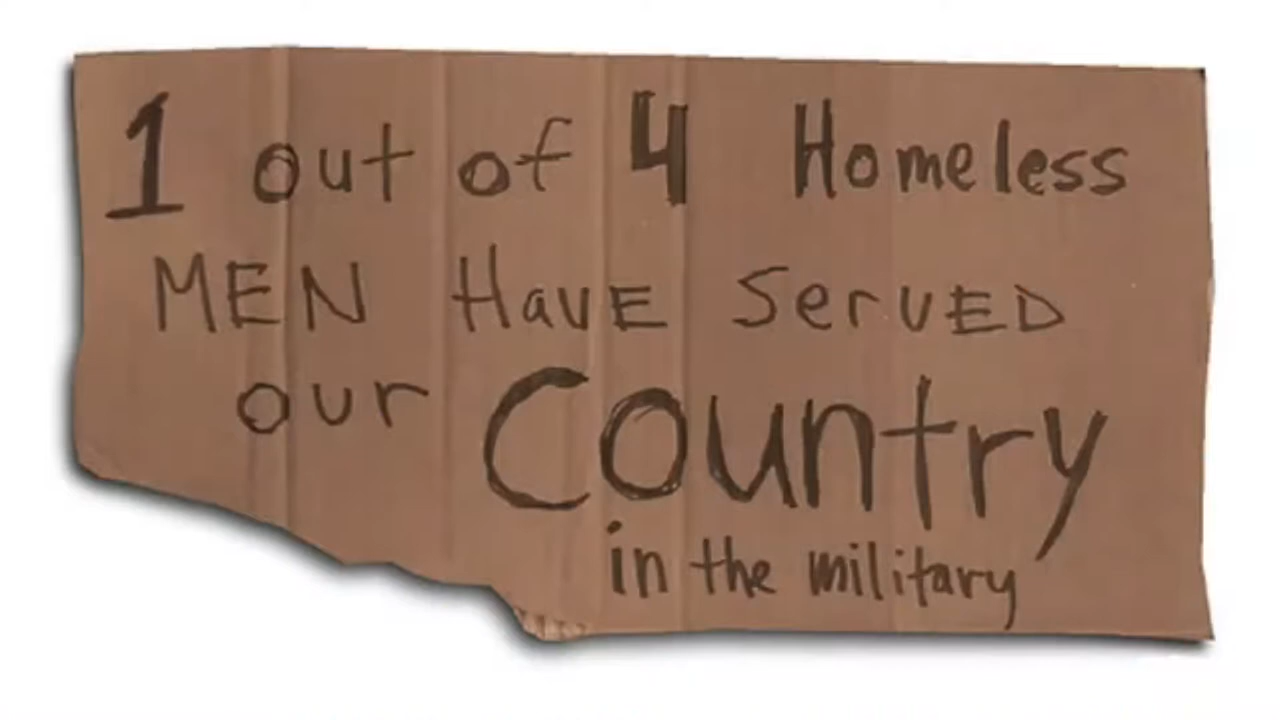 1 out of 4 Homeless
MEN HavE SerVED
our Country
in the military